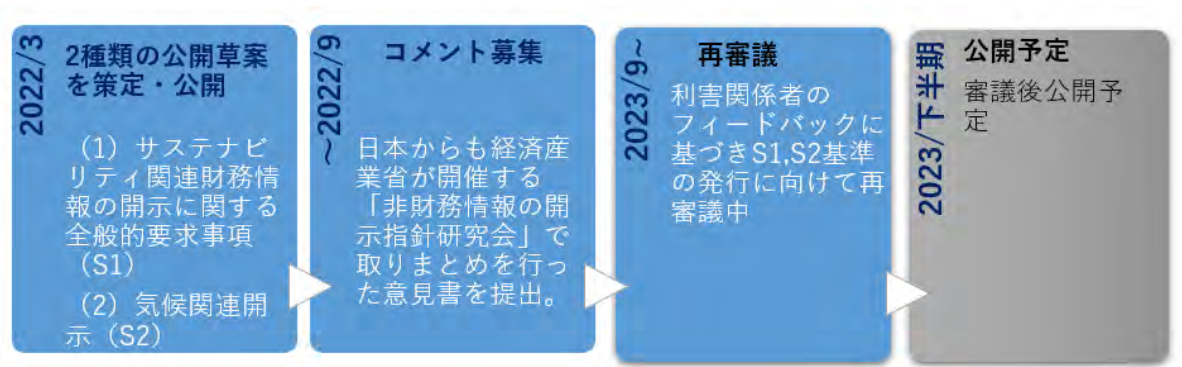 2022/3
2種類の公開草案
を策定・公開
（1）サステナビ
リティ関連財務情
報の開示に関する
全般的要求事項
（S1）
（2）気候関連開
示（S2）
~2022/9
コメント募集
日本からも経済産
業省が開催する
「非財務情報の開
示指針研究会」で
取りまとめを行っ
た意見書を提出。
2023/9~
再審議
利害関係者の
フィードバックに
基づきS1,S2基準
の発行に向けて再
審議中
2023/下半期
公開予定
審議後公開予
定